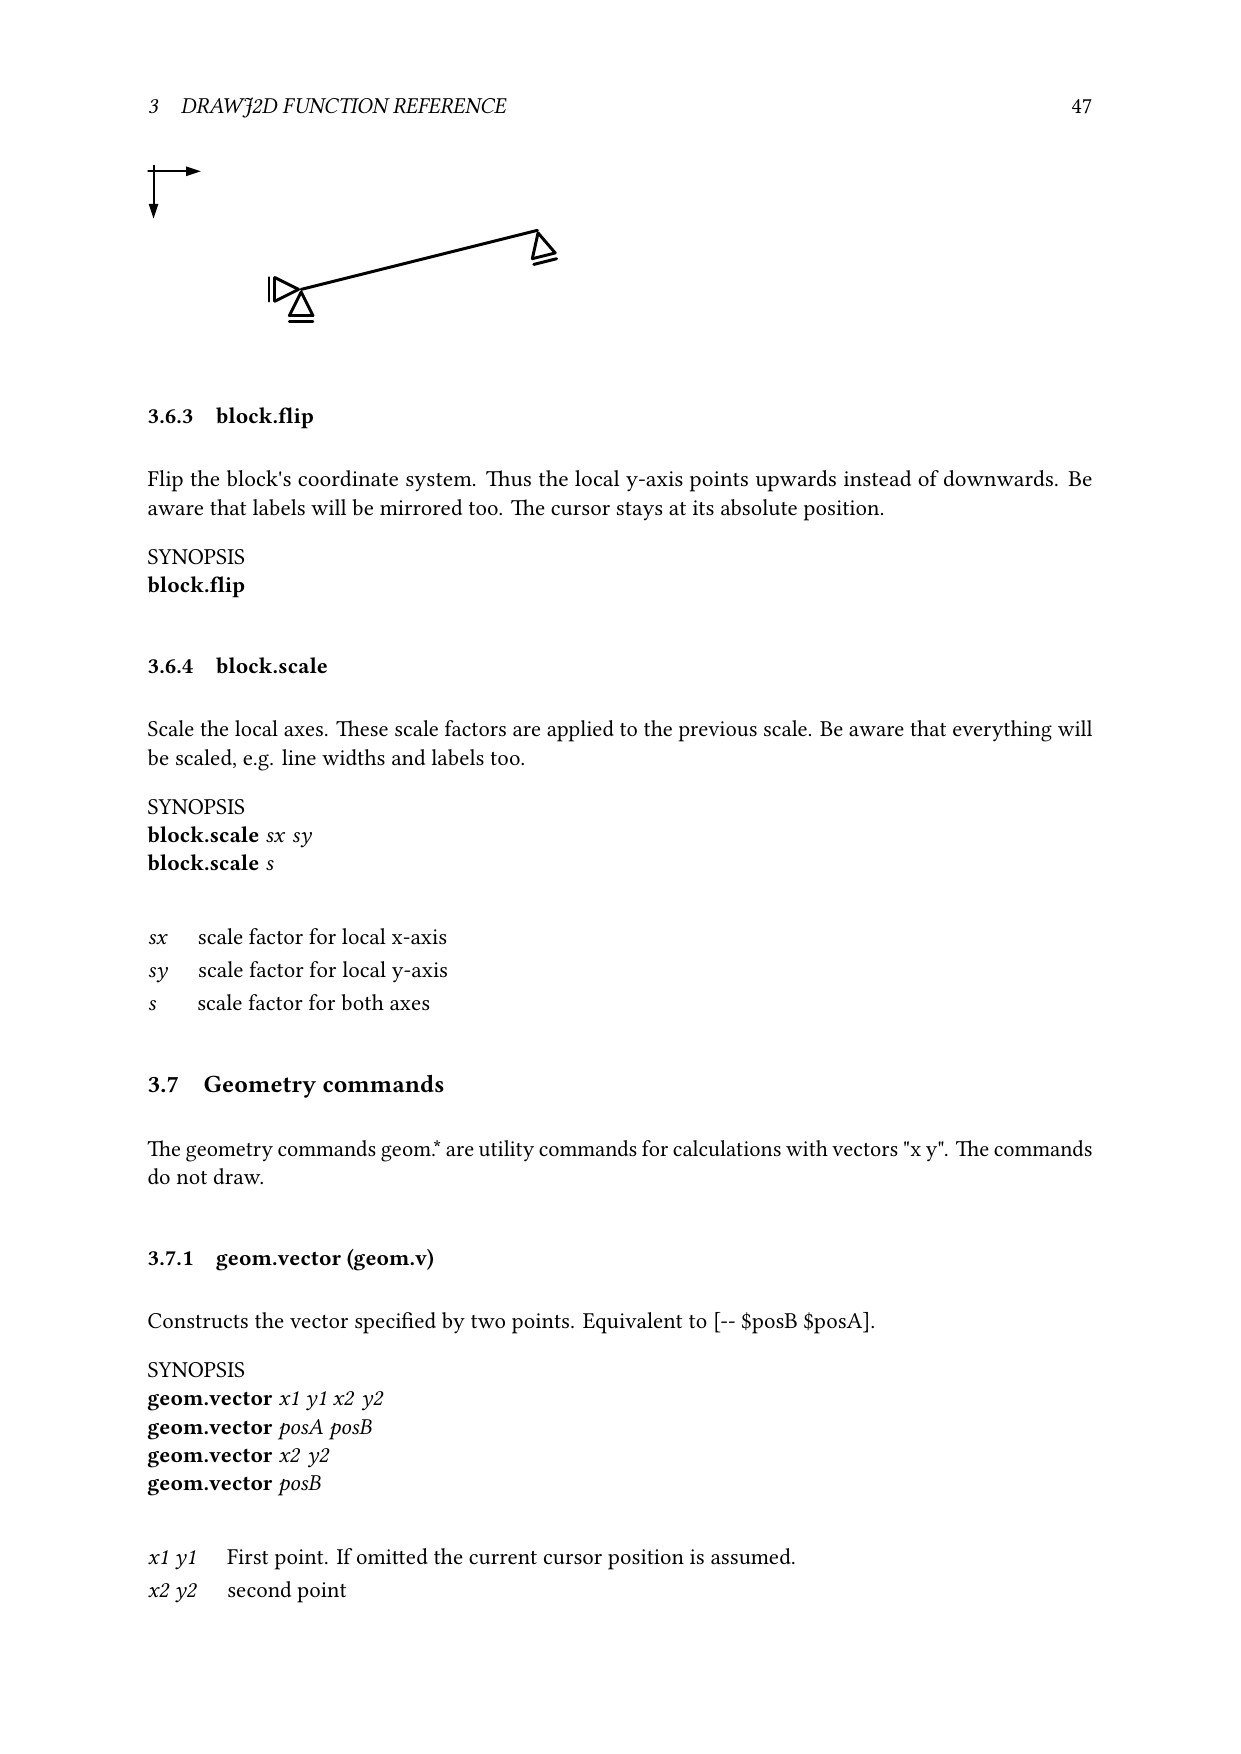 3 DRAWJ2D FUNCTION REFERENCE 47
3.6.3 block.flip
Flip the block's coordinate system. Thus the local y-axis points upwards instead of downwards. Be
aware that labels will be mirrored too. The cursor stays at its absolute position.
SYNOPSIS
block.flip
3.6.4 block.scale
Scale the local axes. These scale factors are applied to the previous scale. Be aware that everything will
be scaled, e.g. line widths and labels too.
SYNOPSIS
block.scale sx sy
block.scale s
sx scale factor for local x-axis
sy scale factor for local y-axis
s scale factor for both axes
3.7 Geometry commands
The geometry commands geom.* are utility commands for calculations with vectors "x y". The commands
do not draw.
3.7.1 geom.vector (geom.v)
Constructs the vector specified by two points. Equivalent to [-- $posB $posA].
SYNOPSIS
geom.vector x1 y1 x2 y2
geom.vector posA posB
geom.vector x2 y2
geom.vector posB
x1 y1 First point. If omitted the current cursor position is assumed.
x2 y2 second point